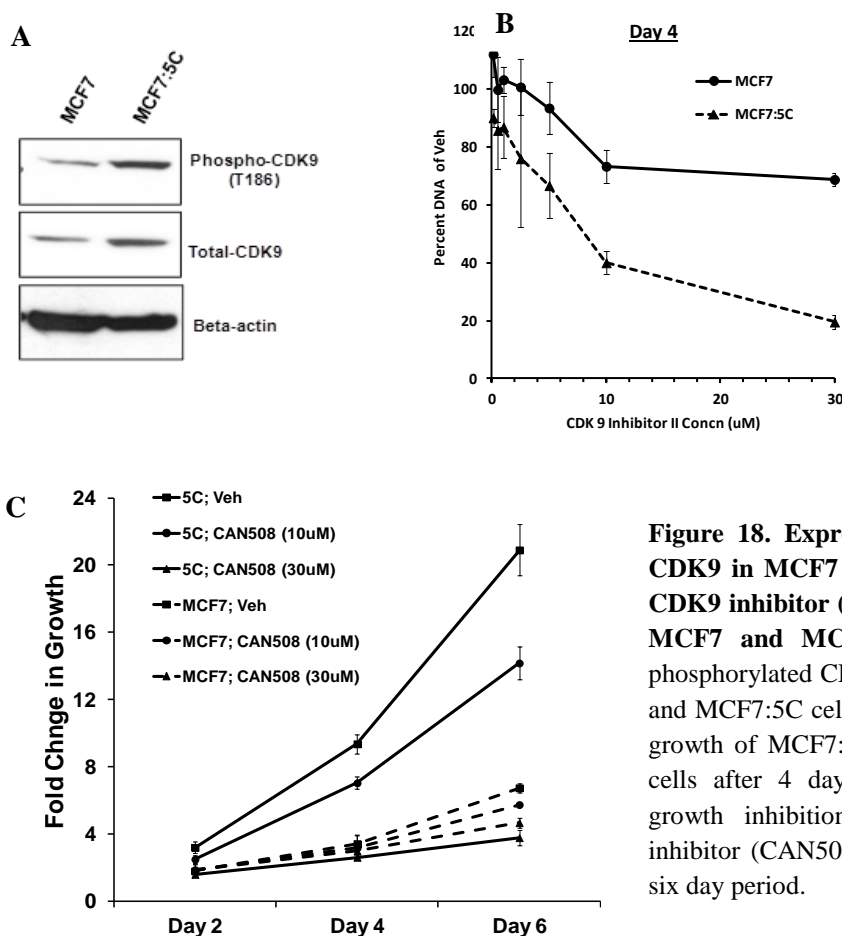 A
MCF7
MCF7:5C
Phospho-CDK9
(T186)
Total-CDK9
Beta-actin
B
Day 4
120
100
80
60
40
20
0
Percent DNA of Veh
MCF7
MCF7:5C
0
10
20
30
CDK 9 Inhibitor II Concn (uM)
C
24
20
16
12
8
4
0
Fold Chnge in Growth
5C; Veh
5C; CAN508 (10uM)
5C; CAN508 (30uM)
MCF7; Veh
MCF7; CAN508 (10uM)
MCF7; CAN508 (30uM)
Day 2
Day 4
Day 6
Figure 18. Expre
CDK9 in MCF7
CDK9 inhibitor (
MCF7 and MC
phosphorylated CI
and MCF7:5C cel
growth of MCF7:
cells after 4 day
growth inhibition
inhibitor (CAN50
six day period.